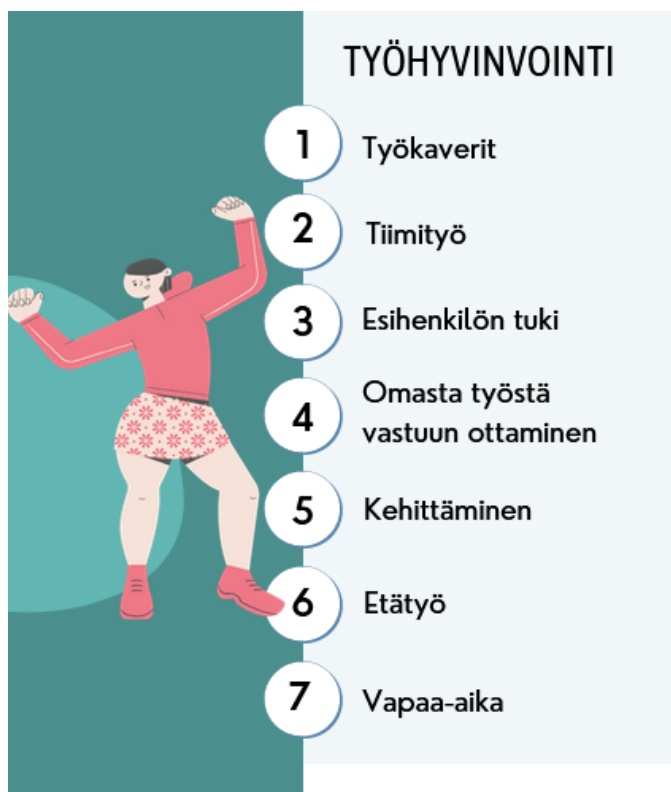 TYÖHYVINVOINTI
1 Työkaverit
2 Tiimityö
3 Esihenkilön tuki
4 Omasta työstä
vastuun ottaminen
5 Kehittäminen
6 Etätyö
7 Vapaa-aika